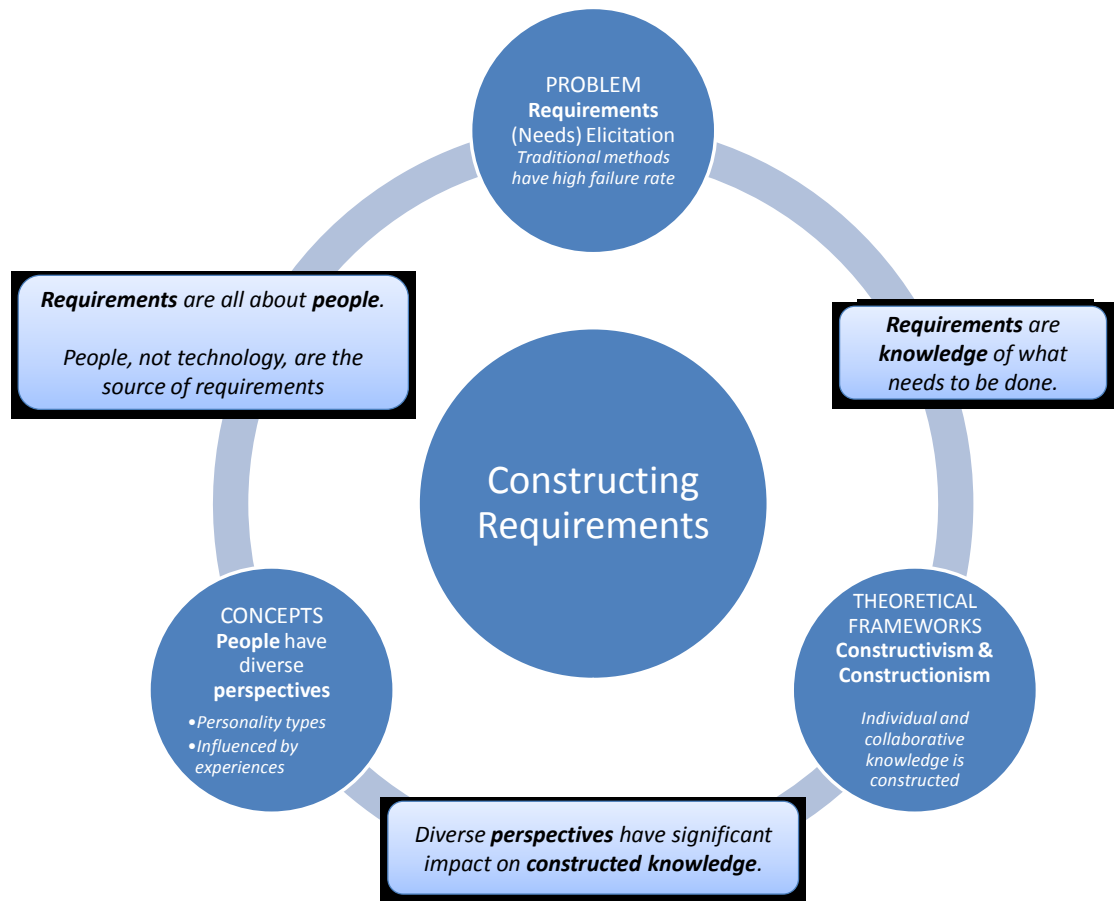 PROBLEM
Requirements
(Needs) Elicitation
Traditional methods
have high failure rate
Requirements are all about people.
People, not technology, are the
source of requirements
Requirements are
knowledge of what
needs to be done.
Constructing
Requirements
CONCEPTS
People have
diverse
perspectives
•Personality types
•Influenced by
experiences
THEORETICAL
FRAMEWORKS
Constructivism &
Constructionism
Individual and
collaborative
knowledge is
constructed
Diverse perspectives have significant
impact on constructed knowledge.